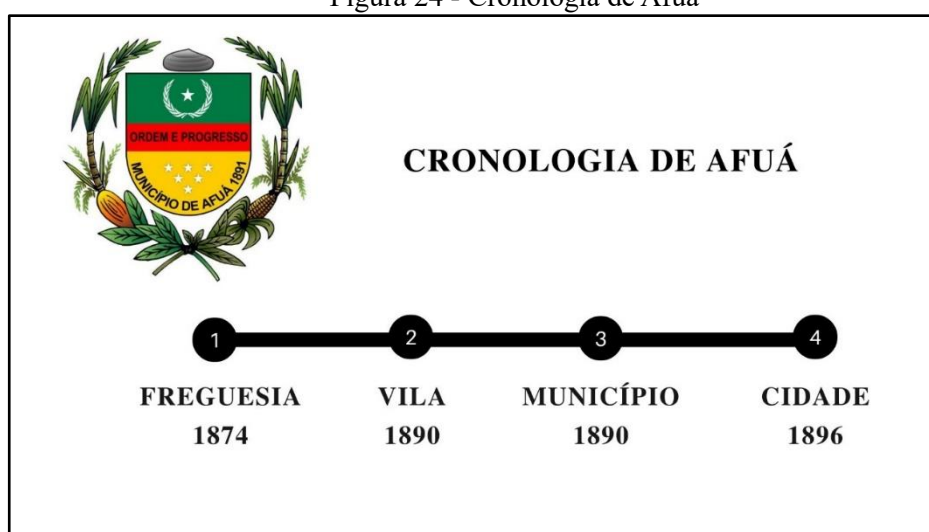 Figura 24 - Cronologia de Afuá
ORDEM E PROGRESSO
MUNICÍPIO DE AFUÁ 1891
CRONOLOGIA DE AFUÁ
1 2 3 4
FREGUESIA VILA MUNICÍPIO CIDADE
1874 1890 1890 1896